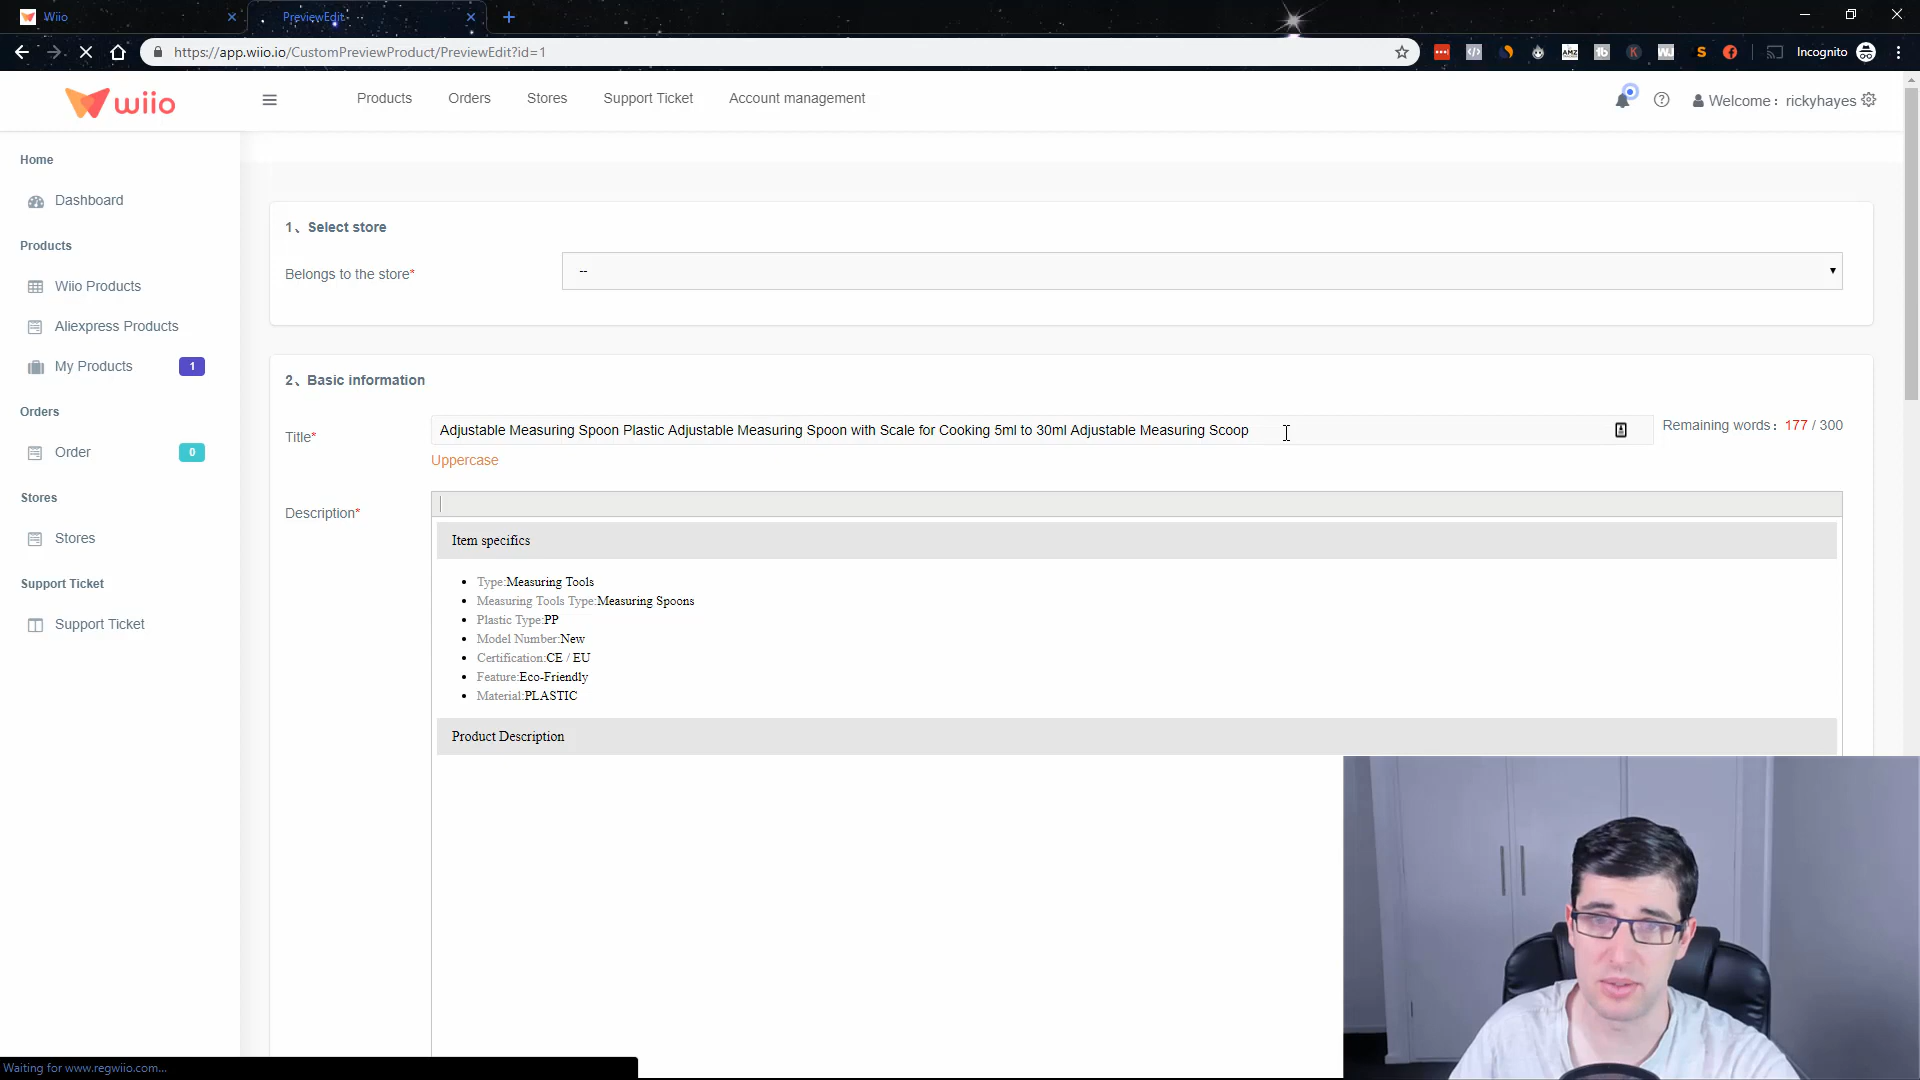 Wiio
PreviewEdit
https://app.wiio.io/CustomPreviewProduct/PreviewEdit?id=1
Incognito
wiio
Products
Orders
Stores
Support Ticket
Account management
Welcome : rickyhayes
Home
Dashboard
Products
Wiio Products
Aliexpress Products
My Products
1
Orders
Order
0
Stores
Stores
Support Ticket
Support Ticket
1、Select store
Belongs to the store*
--
2、Basic information
Title*
Adjustable Measuring Spoon Plastic Adjustable Measuring Spoon with Scale for Cooking 5ml to 30ml Adjustable Measuring Scoop
Remaining words: 177 / 300
Uppercase
Description*
Item specifics
Type:Measuring Tools
Measuring Tools Type:Measuring Spoons
Plastic Type:PP
Model Number:New
Certification:CE / EU
Feature:Eco-Friendly
Material:PLASTIC
Product Description
Waiting for www.regwiio.com...